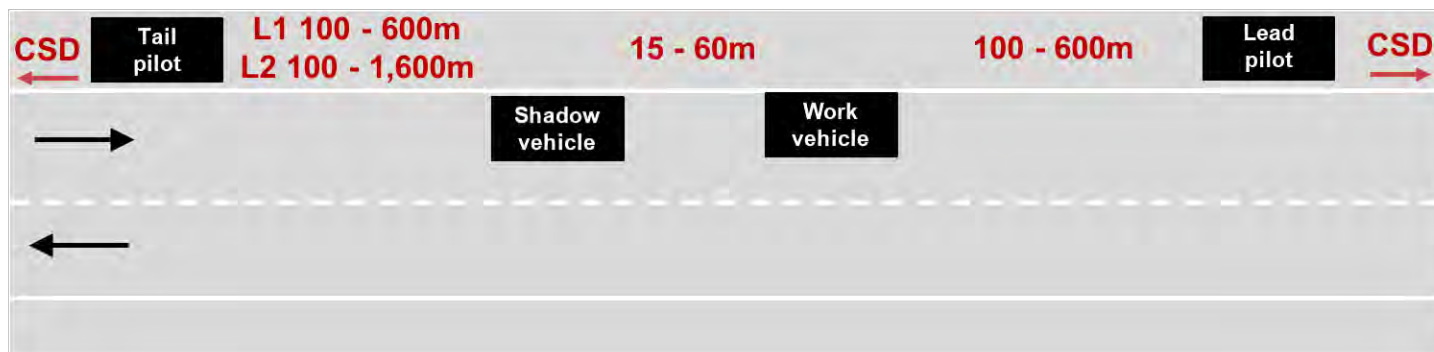 CSD
Tail
pilot
L1 100 - 600m
L2 100 - 1,600m
15 - 60m
100 - 600m
Lead
pilot
CSD
Shadow
vehicle
Work
vehicle